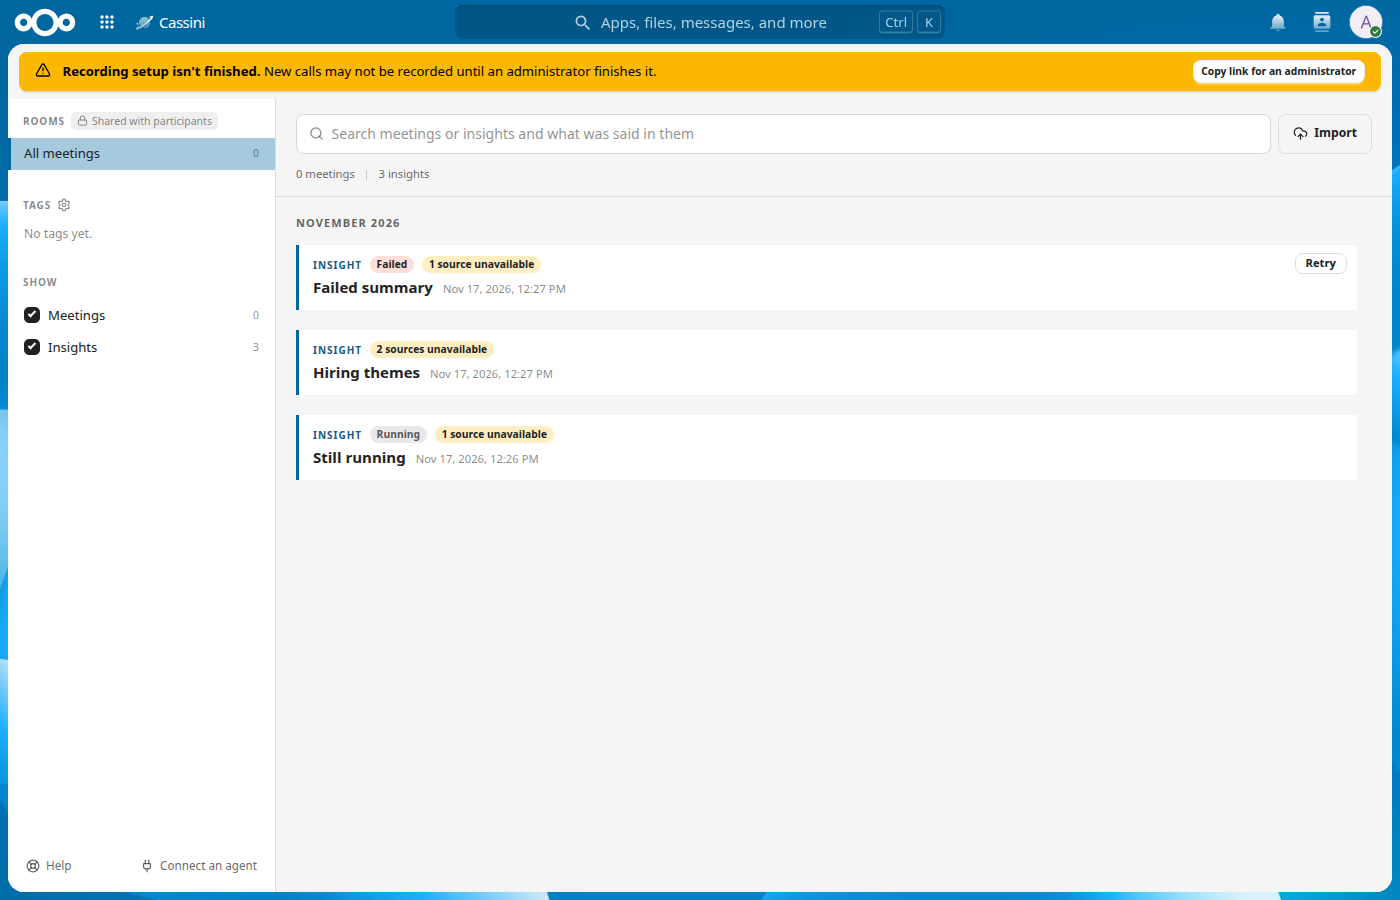 Cassini
Apps, files, messages, and more
Ctrl K
A
Recording setup isn't finished. New calls may not be recorded until an administrator finishes it.
Copy link for an administrator
ROOMS Shared with participants
All meetings 0
TAGS
No tags yet.
SHOW
Meetings 0
Insights 3
Help
Connect an agent
Search meetings or insights and what was said in them
Import
0 meetings | 3 insights
NOVEMBER 2026
INSIGHT Failed 1 source unavailable
Retry
Failed summary Nov 17, 2026, 12:27 PM
INSIGHT 2 sources unavailable
Hiring themes Nov 17, 2026, 12:27 PM
INSIGHT Running 1 source unavailable
Still running Nov 17, 2026, 12:26 PM